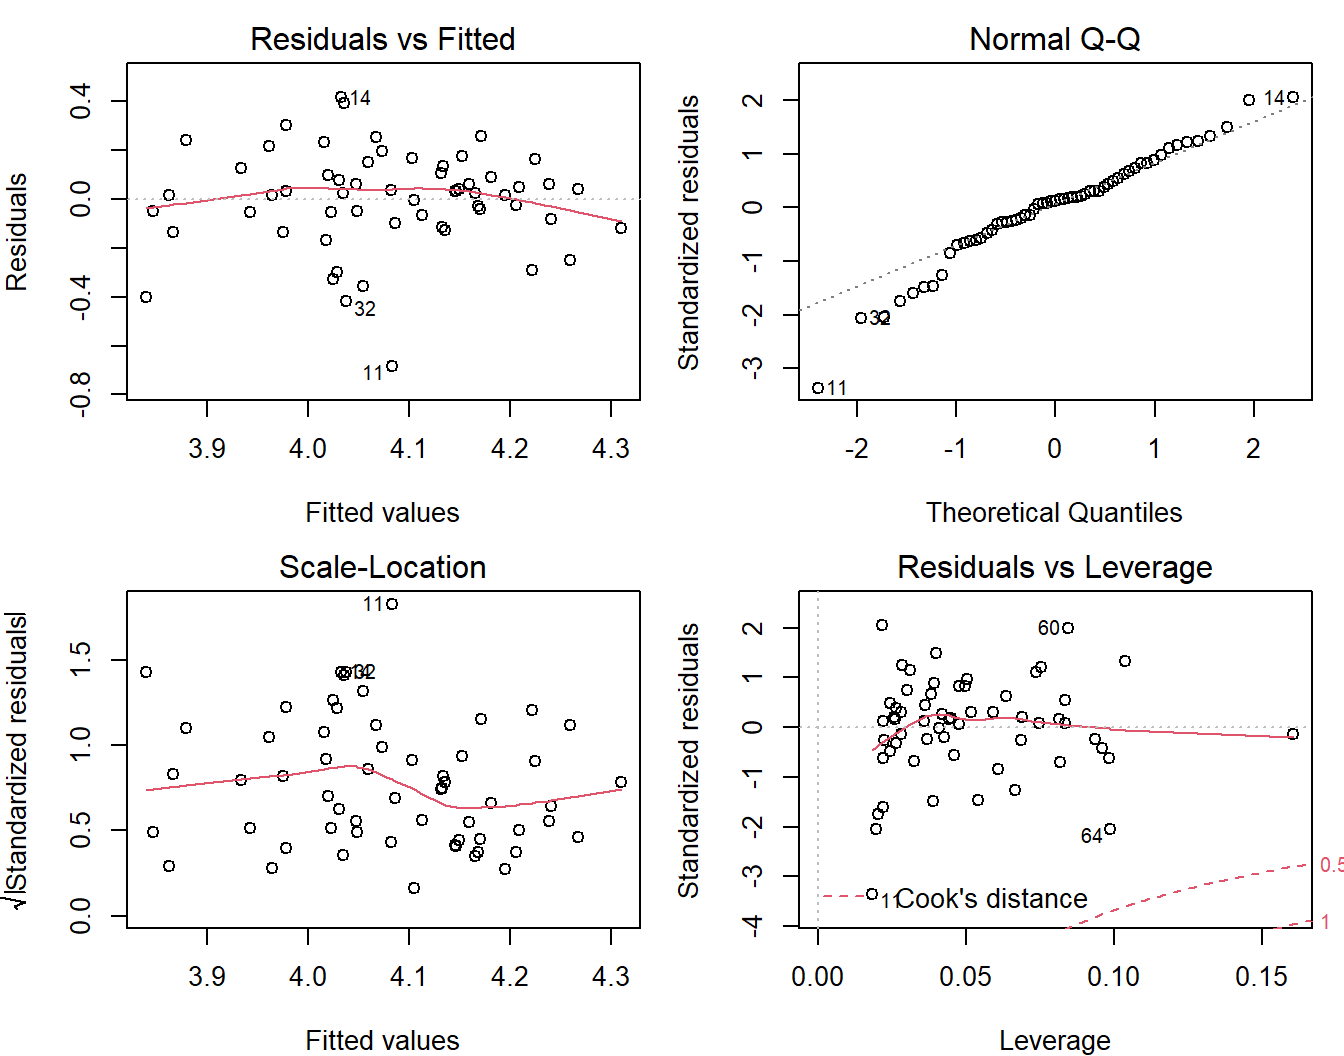 Residuals vs Fitted
Residuals
0.4
0.0
-0.4
-0.8
14
32
11
3.9 4.0 4.1 4.2 4.3
Fitted values
Normal Q-Q
Standardized residuals
2
1
0
-1
-2
-3
14
32
11
-2 -1 0 1 2
Theoretical Quantiles
Scale-Location
√|Standardized residuals|
1.5
1.0
0.5
0.0
11
14
32
3.9 4.0 4.1 4.2 4.3
Fitted values
Residuals vs Leverage
Standardized residuals
2
1
0
-1
-2
-3
-4
60
64
11
Cook's distance
0.5
1
0.00 0.05 0.10 0.15
Leverage